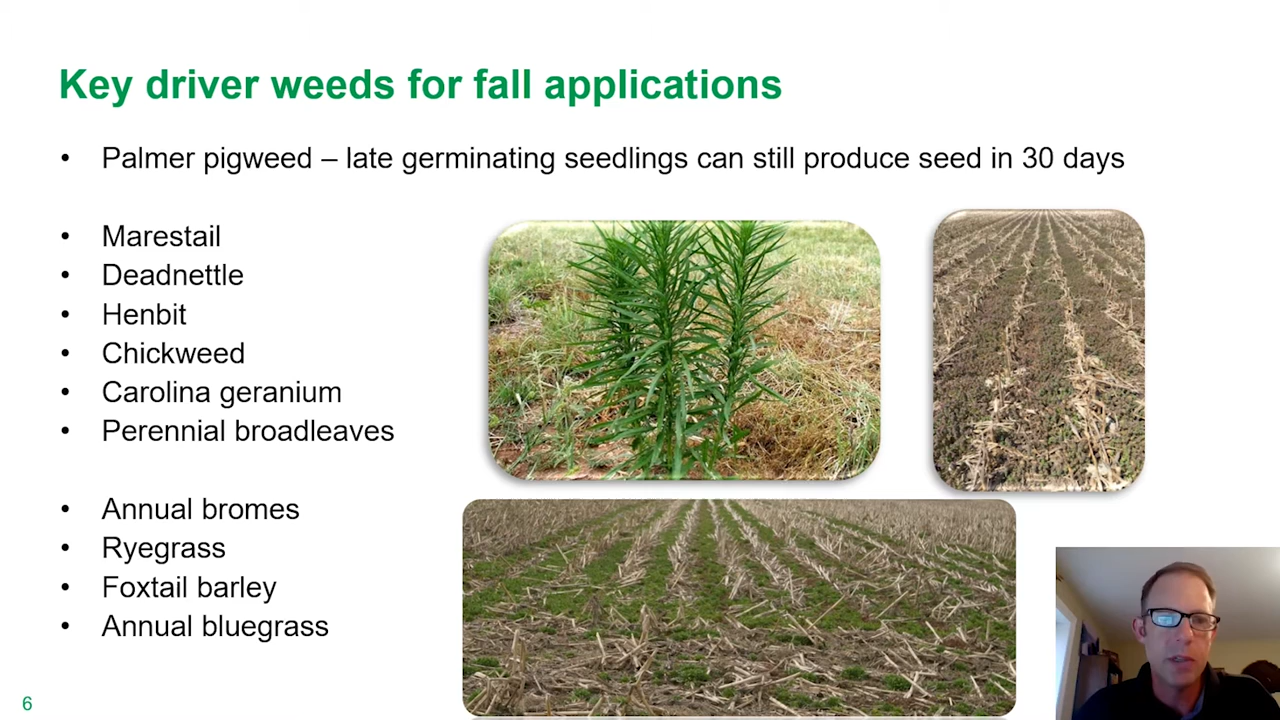 Key driver weeds for fall applications
• Palmer pigweed – late germinating seedlings can still produce seed in 30 days
• Marestail
• Deadnettle
• Henbit
• Chickweed
• Carolina geranium
• Perennial broadleaves
• Annual bromes
• Ryegrass
• Foxtail barley
• Annual bluegrass
6